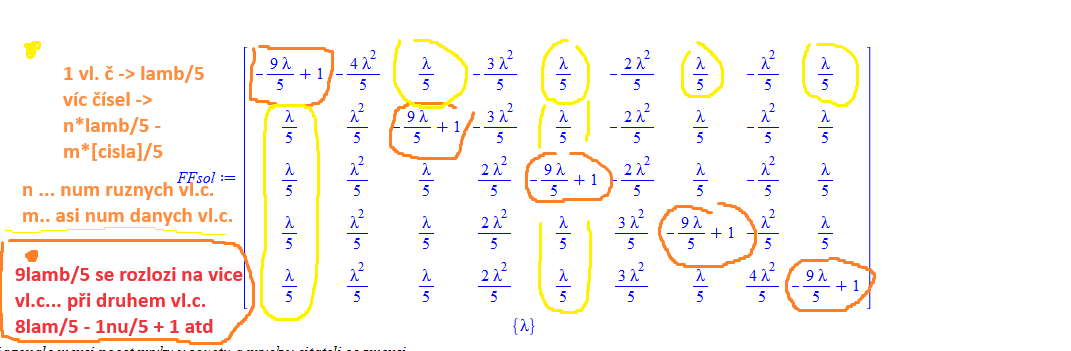 1 vl. č -> lamb/5
víc čísel ->
n*lamb/5 -
m*[cisla]/5
n ... num ruznych vl.c.
m.. asi num danych vl.c.
9lamb/5 se rozlozi na vice
vl.c... při druhem vl.c.
8lam/5 - 1nu/5 + 1 atd
FFsol :=
-9λ/5 + 1 -4λ²/5 λ/5 -3λ²/5 λ/5 -2λ²/5 λ/5 -λ²/5 λ/5
λ/5 λ²/5 -9λ/5 + 1 -3λ²/5 λ/5 -2λ²/5 λ/5 -λ²/5 λ/5
λ/5 λ²/5 λ/5 2λ²/5 -9λ/5 + 1 -2λ²/5 λ/5 -λ²/5 λ/5
λ/5 λ²/5 λ/5 2λ²/5 λ/5 3λ²/5 -9λ/5 + 1 -λ²/5 λ/5
λ/5 λ²/5 λ/5 2λ²/5 λ/5 3λ²/5 λ/5 4λ²/5 -9λ/5 + 1
{λ}